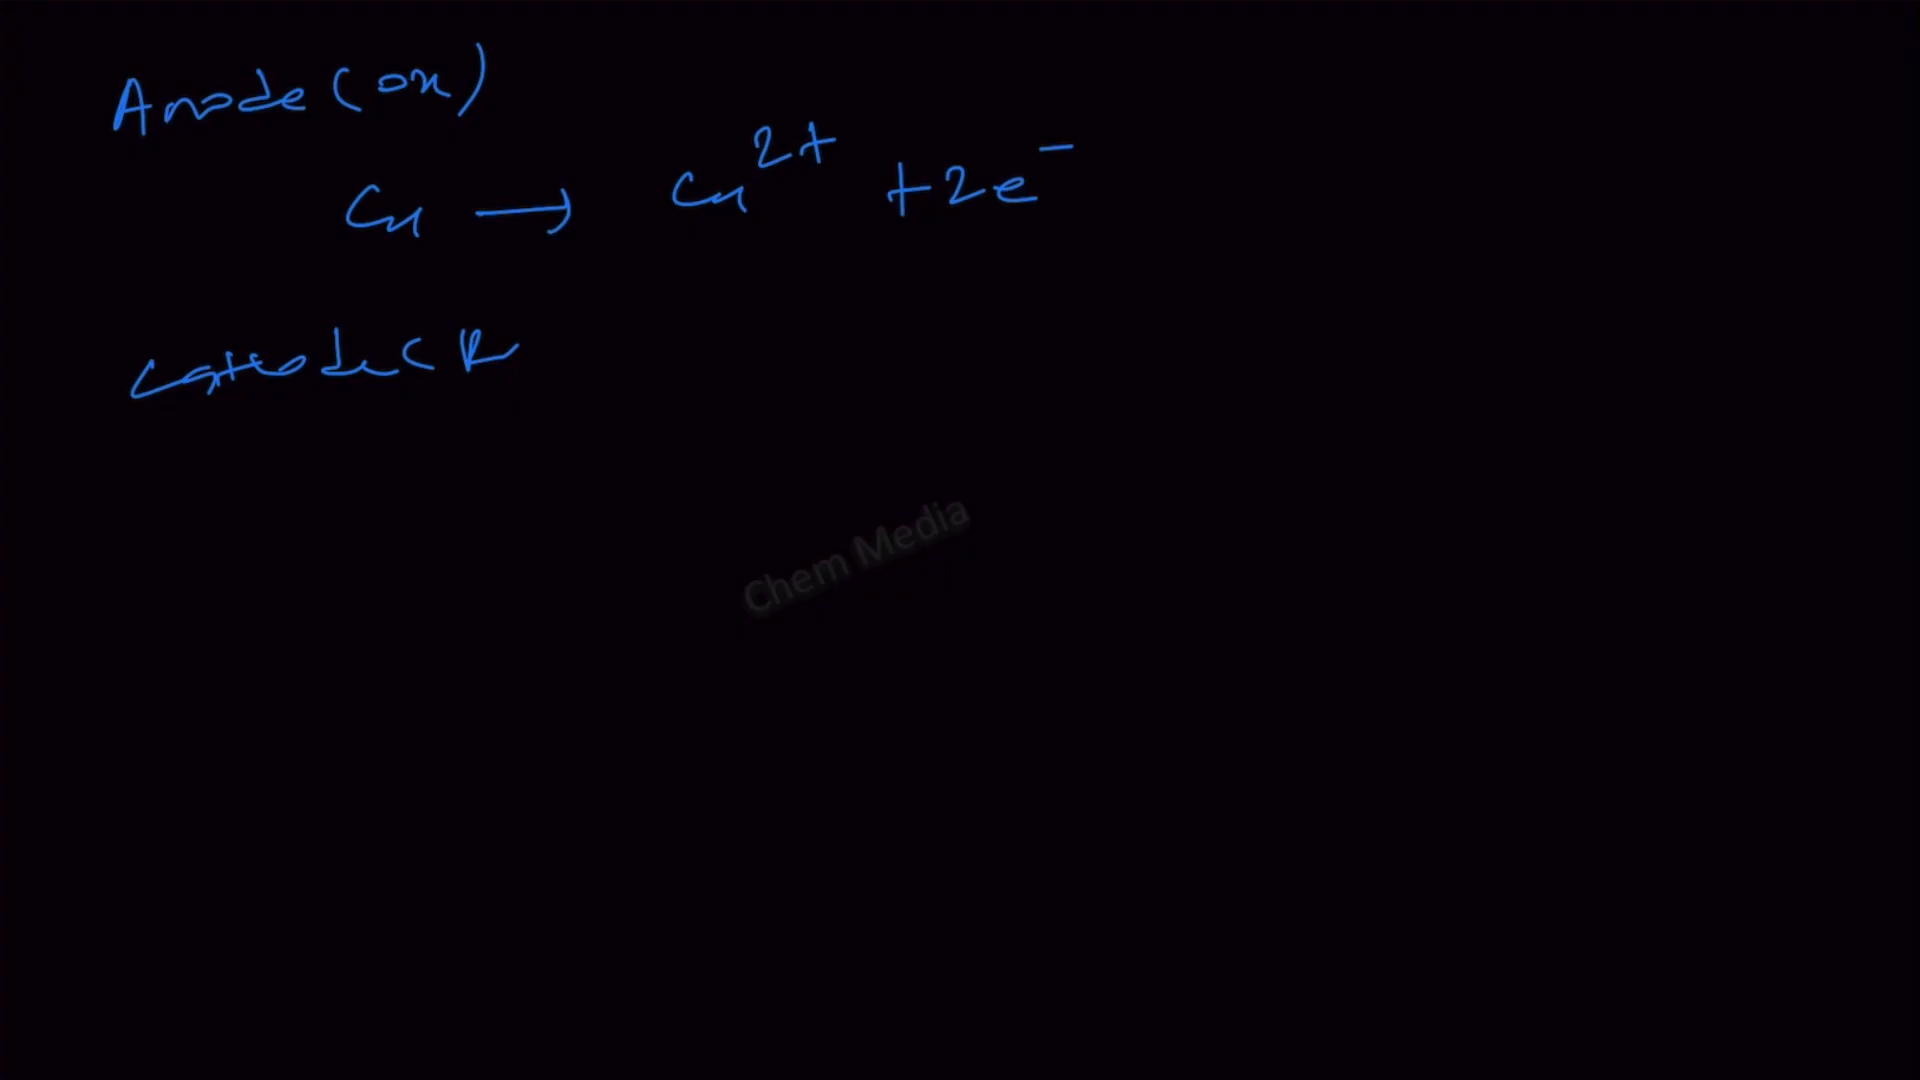 Anode (ox)
Cu → Cu²⁺ + 2e⁻
Cathode (R
Chem Media